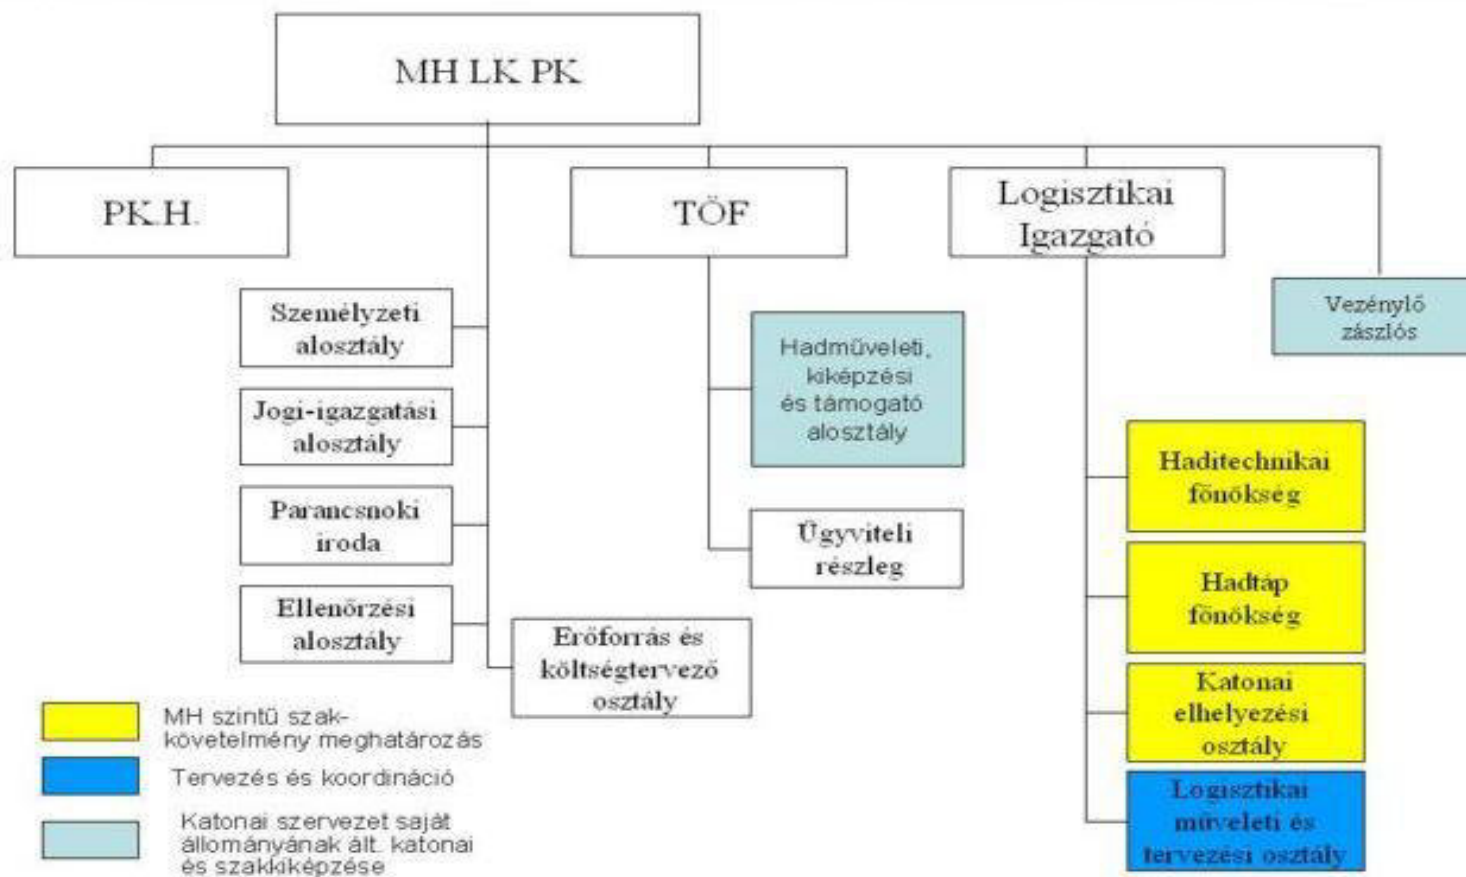 MH LK PK
PK.H.
TÖF
Logisztikai
Igazgató
Vezénylő
zászlós
Személyzeti
alosztály
Jogi-igazgatási
alosztály
Parancsnoki
iroda
Ellenőrzési
alosztály
Erőforrás és
költségtervező
osztály
Hadműveleti,
kiképzési
és támogató
alosztály
Ügyviteli
részleg
Haditechnikai
főnökség
Hadtáp
főnökség
Katonai
elhelyezési
osztály
Logisztikai
műveleti és
tervezési osztály
MH szintű szak-
követelmény meghatározás
Tervezés és koordináció
Katonai szervezet saját
állományának ált. katonai
és szakkiképzése